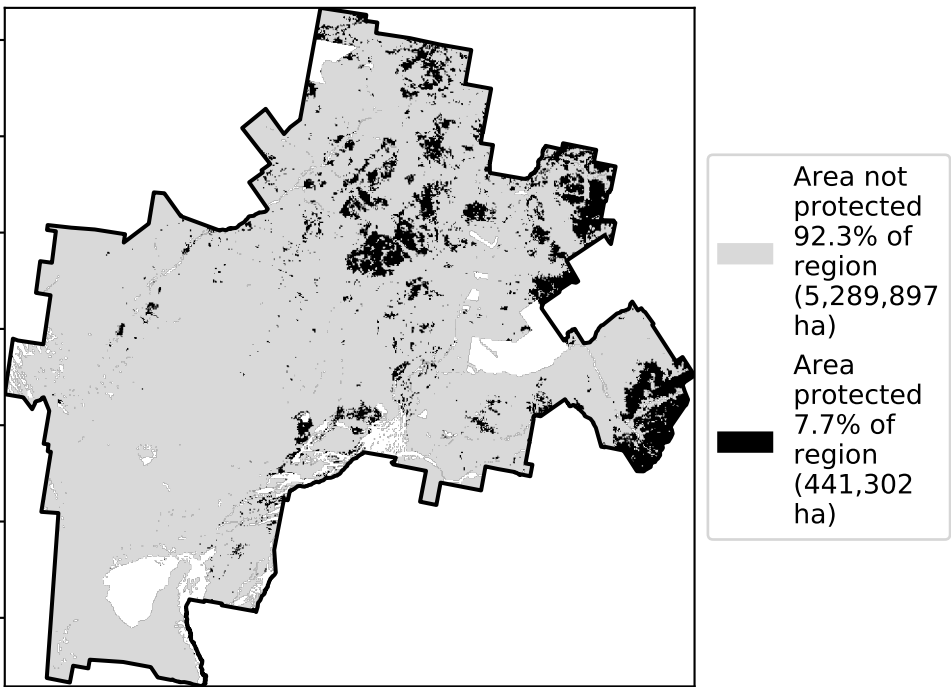 Area not
protected
92.3% of
region
(5,289,897
ha)
Area
protected
7.7% of
region
(441,302
ha)